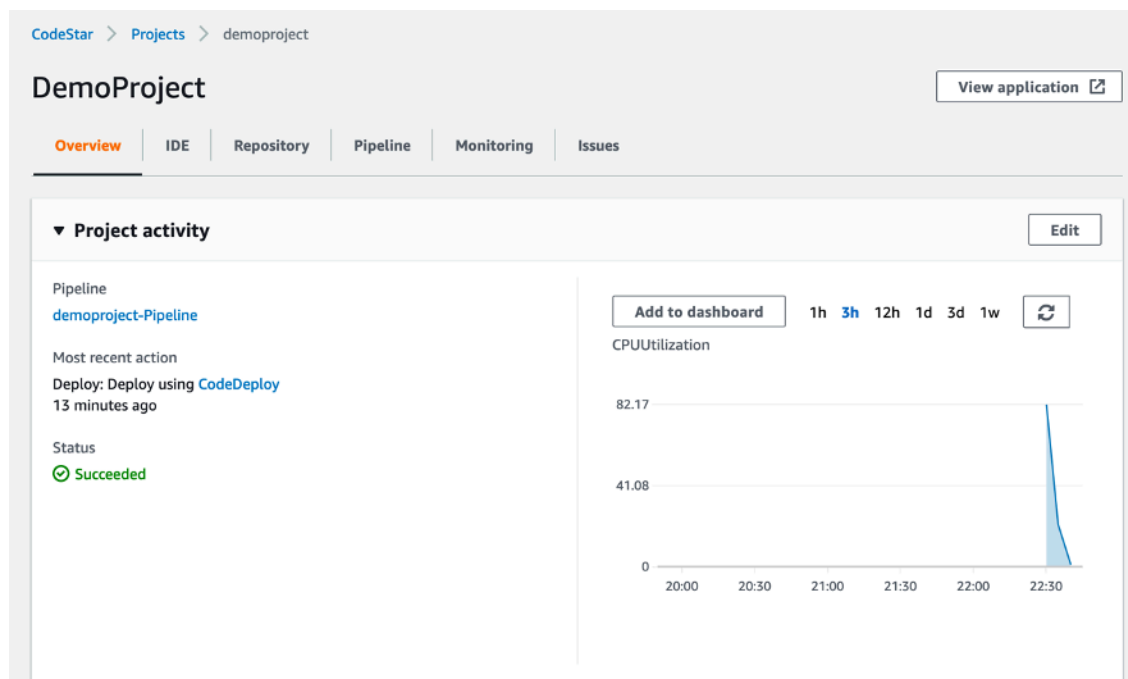 CodeStar > Projects > demoproject
DemoProject
View application
Overview
IDE
Repository
Pipeline
Monitoring
Issues
▼ Project activity
Edit
Pipeline
demoproject-Pipeline
Most recent action
Deploy: Deploy using CodeDeploy
13 minutes ago
Status
Succeeded
Add to dashboard
1h 3h 12h 1d 3d 1w
CPUUtilization
82.17
41.08
0
20:00 20:30 21:00 21:30 22:00 22:30